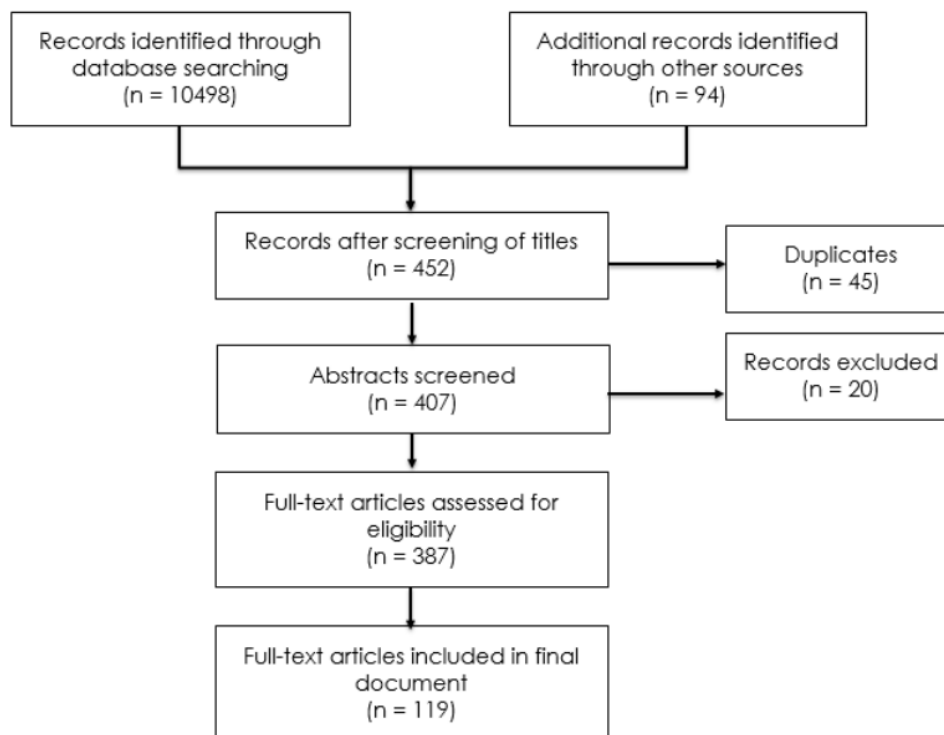 Records identified through
database searching
(n = 10498)
Additional records identified
through other sources
(n = 94)
Records after screening of titles
(n = 452)
Duplicates
(n = 45)
Abstracts screened
(n = 407)
Records excluded
(n = 20)
Full-text articles assessed for
eligibility
(n = 387)
Full-text articles included in final
document
(n = 119)